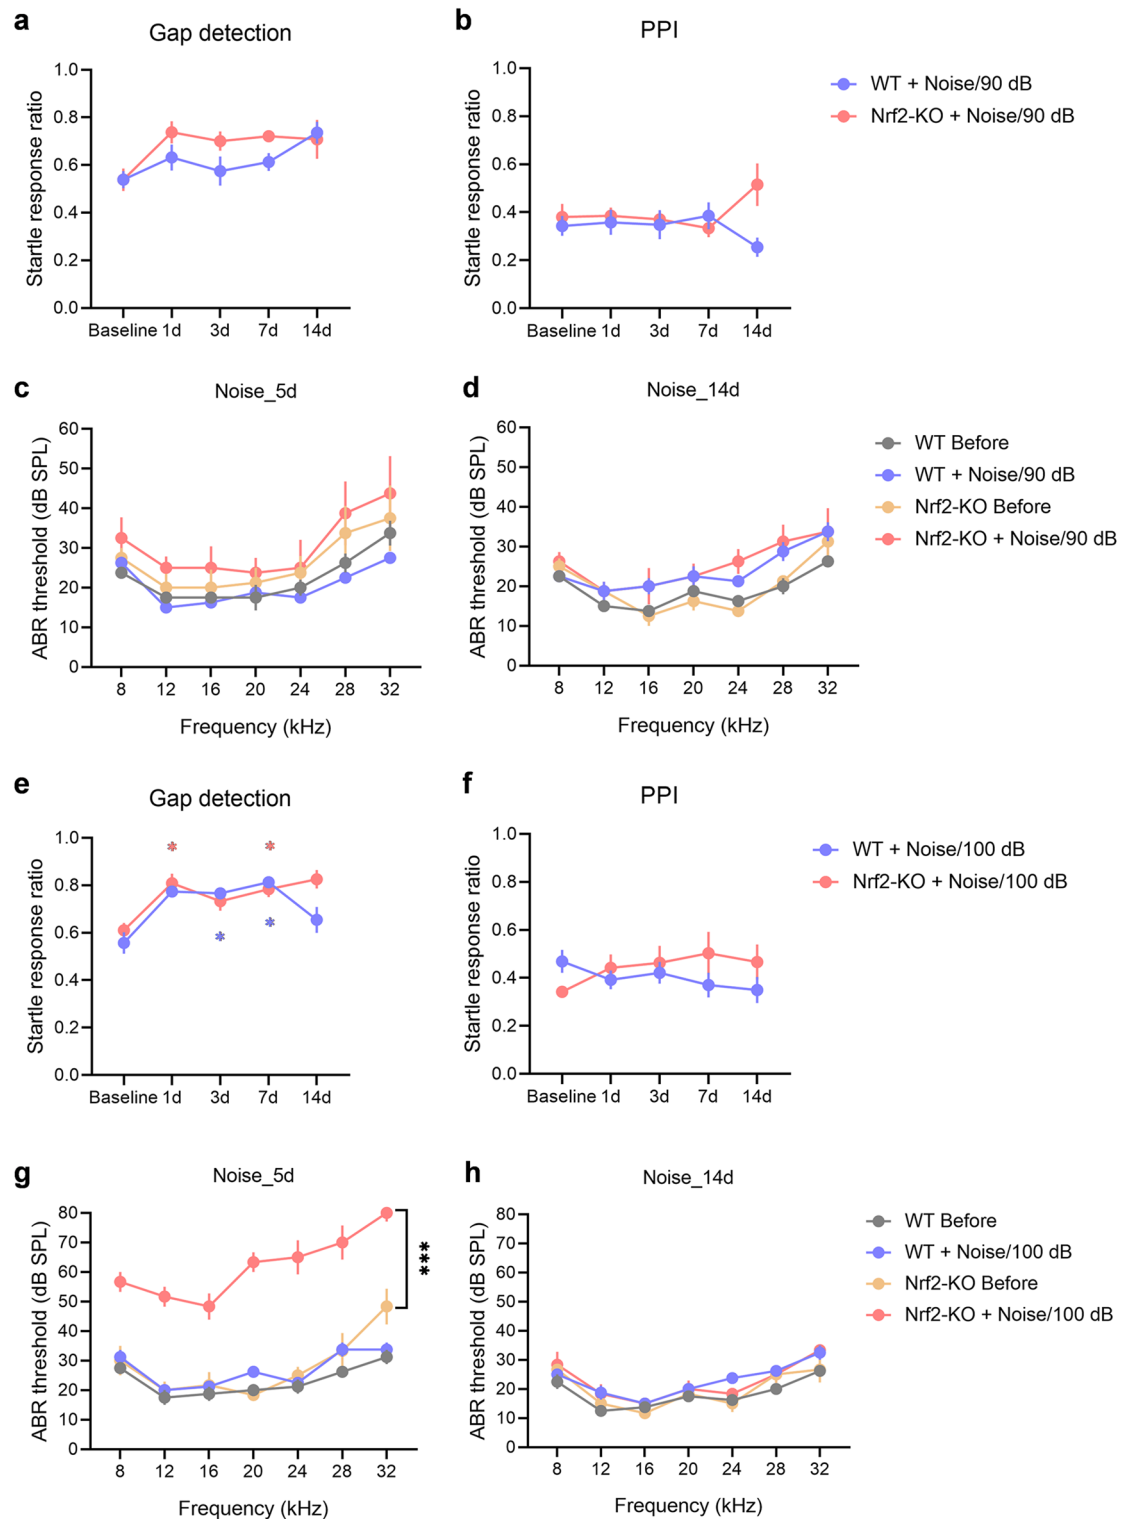 a
Gap detection
1.0
0.8
0.6
0.4
0.2
0.0
Startle response ratio
Baseline 1d 3d 7d 14d
b
PPI
1.0
0.8
0.6
0.4
0.2
0.0
Startle response ratio
Baseline 1d 3d 7d 14d
WT + Noise/90 dB
Nrf2-KO + Noise/90 dB
c
Noise_5d
60
50
40
30
20
10
0
ABR threshold (dB SPL)
8 12 16 20 24 28 32
Frequency (kHz)
d
Noise_14d
60
50
40
30
20
10
0
ABR threshold (dB SPL)
8 12 16 20 24 28 32
Frequency (kHz)
WT Before
WT + Noise/90 dB
Nrf2-KO Before
Nrf2-KO + Noise/90 dB
e
Gap detection
1.0
0.8
0.6
0.4
0.2
0.0
Startle response ratio
* *
* *
Baseline 1d 3d 7d 14d
f
PPI
1.0
0.8
0.6
0.4
0.2
0.0
Startle response ratio
Baseline 1d 3d 7d 14d
WT + Noise/100 dB
Nrf2-KO + Noise/100 dB
g
Noise_5d
80
70
60
50
40
30
20
10
0
ABR threshold (dB SPL)
***
8 12 16 20 24 28 32
Frequency (kHz)
h
Noise_14d
80
70
60
50
40
30
20
10
0
ABR threshold (dB SPL)
8 12 16 20 24 28 32
Frequency (kHz)
WT Before
WT + Noise/100 dB
Nrf2-KO Before
Nrf2-KO + Noise/100 dB